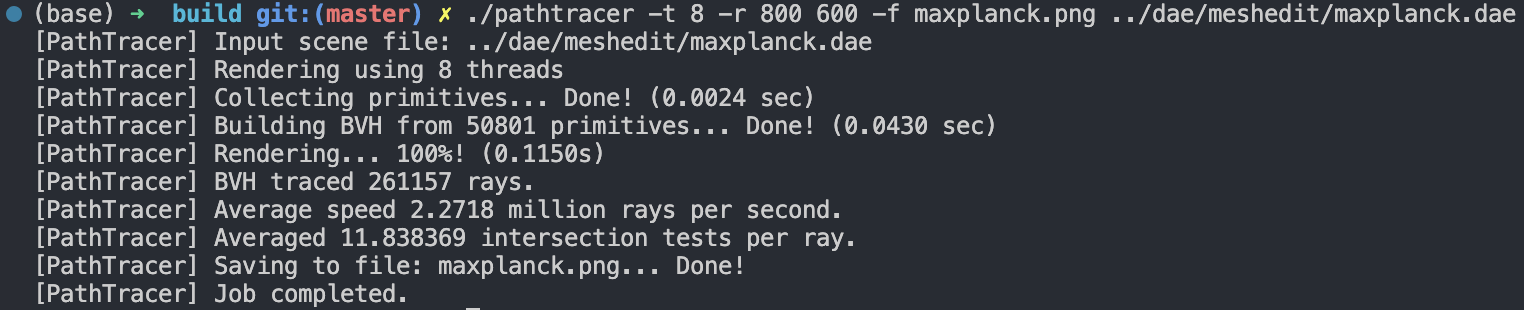 (base) ➜ build git:(master) ✗ ./pathtracer -t 8 -r 800 600 -f maxplanck.png ../dae/meshedit/maxplanck.dae
[PathTracer] Input scene file: ../dae/meshedit/maxplanck.dae
[PathTracer] Rendering using 8 threads
[PathTracer] Collecting primitives... Done! (0.0024 sec)
[PathTracer] Building BVH from 50801 primitives... Done! (0.0430 sec)
[PathTracer] Rendering... 100%! (0.1150s)
[PathTracer] BVH traced 261157 rays.
[PathTracer] Average speed 2.2718 million rays per second.
[PathTracer] Averaged 11.838369 intersection tests per ray.
[PathTracer] Saving to file: maxplanck.png... Done!
[PathTracer] Job completed.